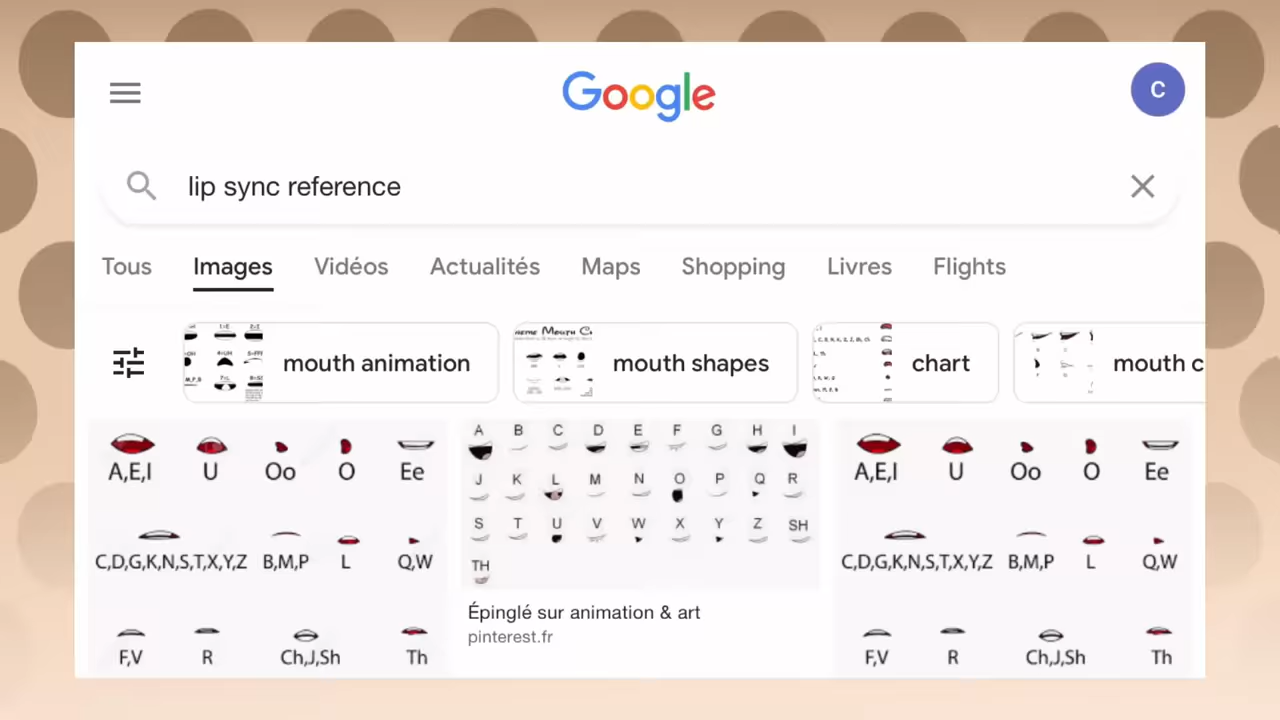 Google
C
lip sync reference
Tous Images Vidéos Actualités Maps Shopping Livres Flights
mouth animation mouth shapes chart mouth c
A,E,I U Oo O Ee
C,D,G,K,N,S,T,X,Y,Z B,M,P L Q,W
F,V R Ch,J,Sh Th
A B C D E F G H I
J K L M N O P Q R
S T U V W X Y Z SH
TH
Épinglé sur animation & art
pinterest.fr
A,E,I U Oo O Ee
C,D,G,K,N,S,T,X,Y,Z B,M,P L Q,W
F,V R Ch,J,Sh Th